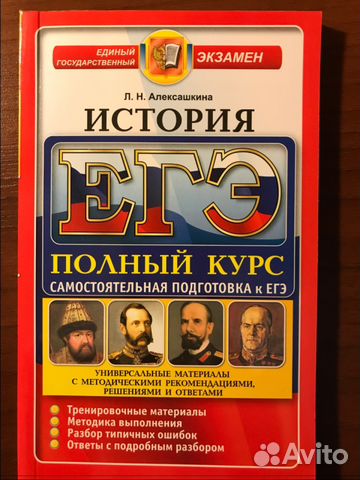 ЕДИНЫЙ
ГОСУДАРСТВЕННЫЙ
ЭКЗАМЕН
Л. Н. Алексашкина
ИСТОРИЯ
ЕГЭ
ПОЛНЫЙ КУРС
САМОСТОЯТЕЛЬНАЯ ПОДГОТОВКА К ЕГЭ
УНИВЕРСАЛЬНЫЕ МАТЕРИАЛЫ
С МЕТОДИЧЕСКИМИ РЕКОМЕНДАЦИЯМИ,
РЕШЕНИЯМИ И ОТВЕТАМИ
Тренировочные материалы
Методика выполнения
Разбор типичных ошибок
Ответы с подробным разбором
Avito